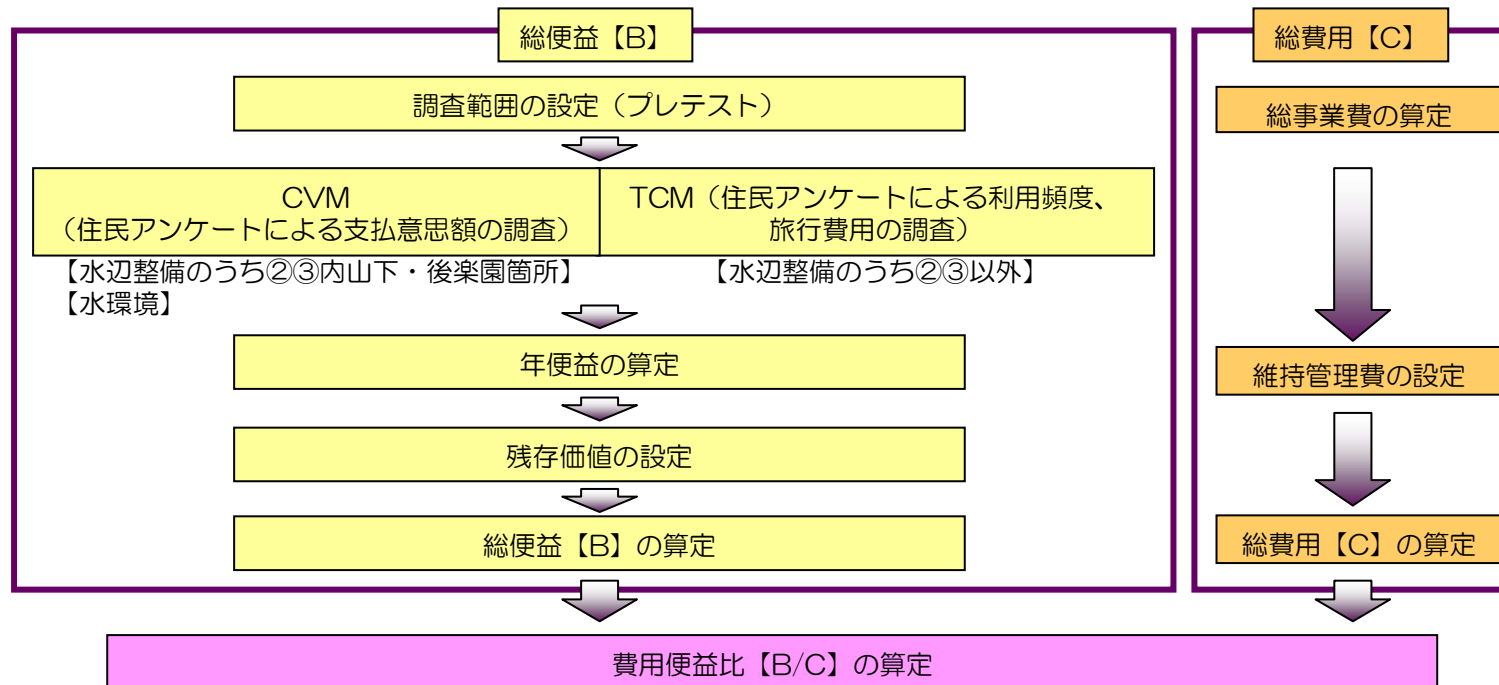 総便益【B】
調査範囲の設定（プレテスト）
CVM
（住民アンケートによる支払意思額の調査）
TCM（住民アンケートによる利用頻度、
旅行費用の調査）
【水辺整備のうち②③内山下・後楽園箇所】
【水環境】
【水辺整備のうち②③以外】
年便益の算定
残存価値の設定
総便益【B】の算定
総費用【C】
総事業費の算定
維持管理費の設定
総費用【C】の算定
費用便益比【B/C】の算定